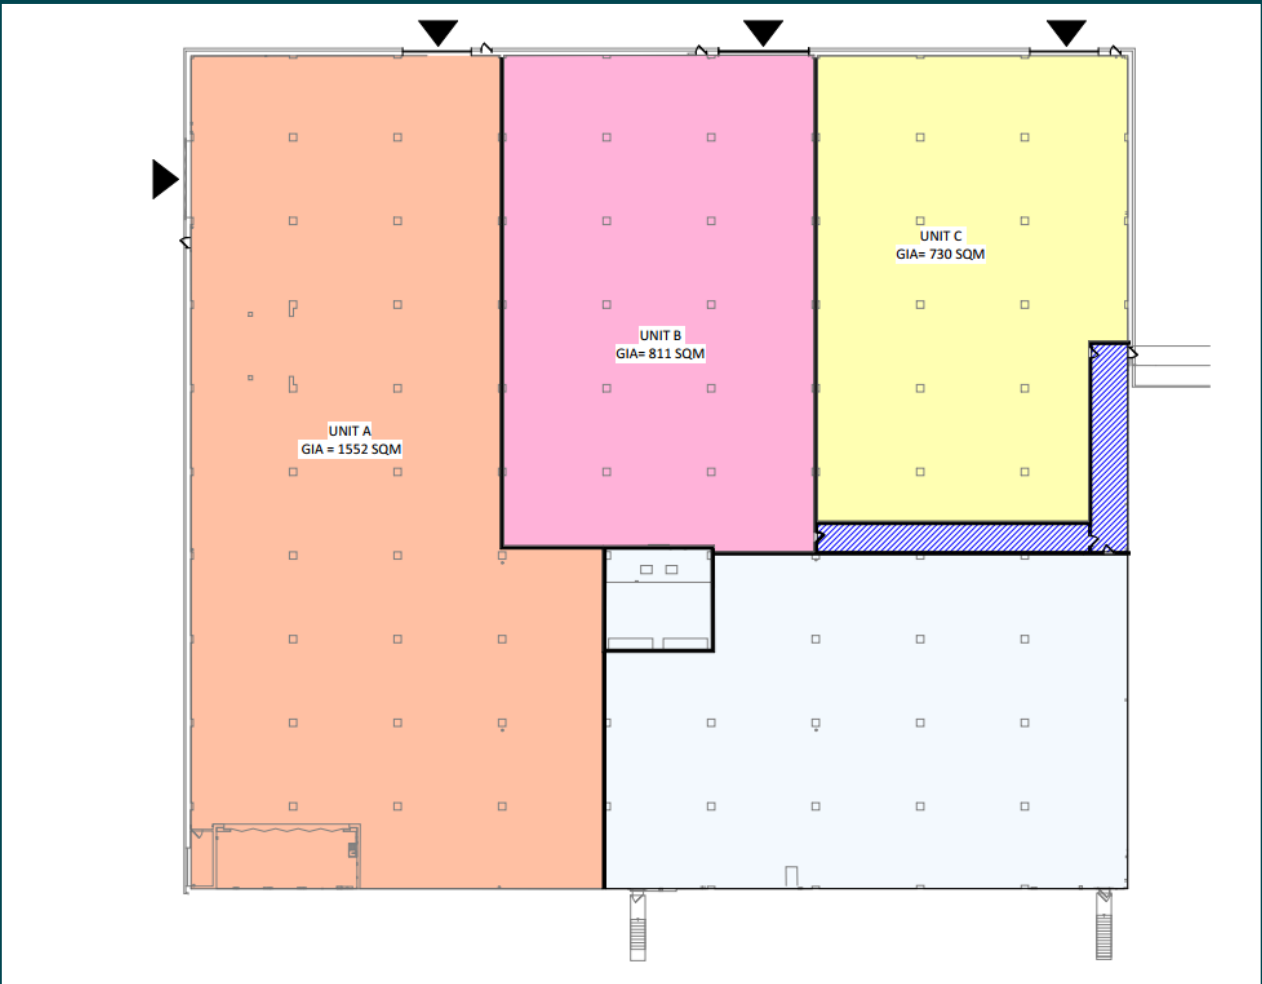 UNIT C
GIA= 730 SQM
UNIT B
GIA= 811 SQM
UNIT A
GIA = 1552 SQM